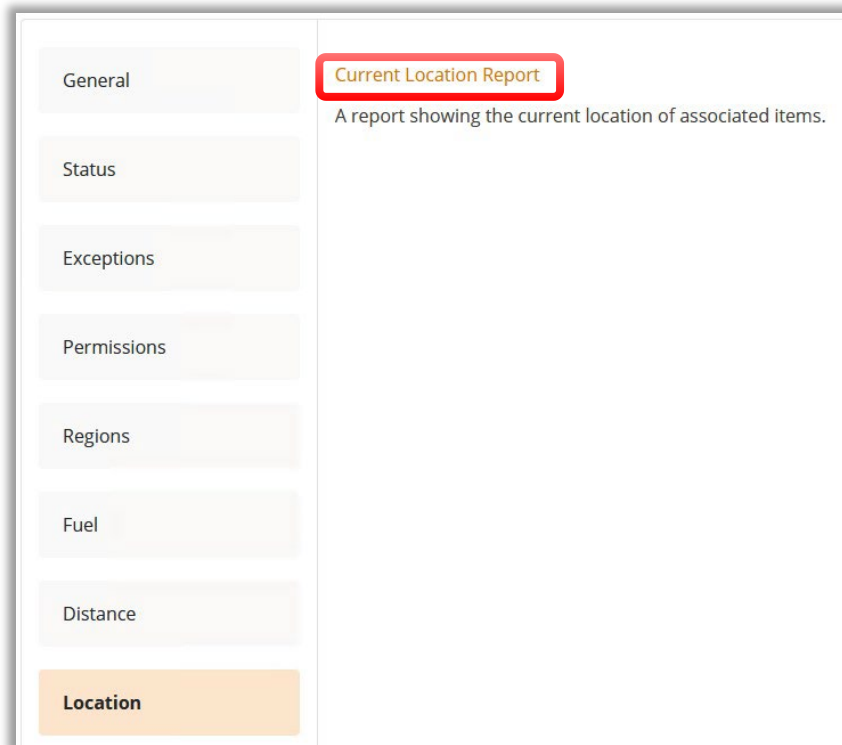 General
Status
Exceptions
Permissions
Regions
Fuel
Distance
Location
Current Location Report
A report showing the current location of associated items.